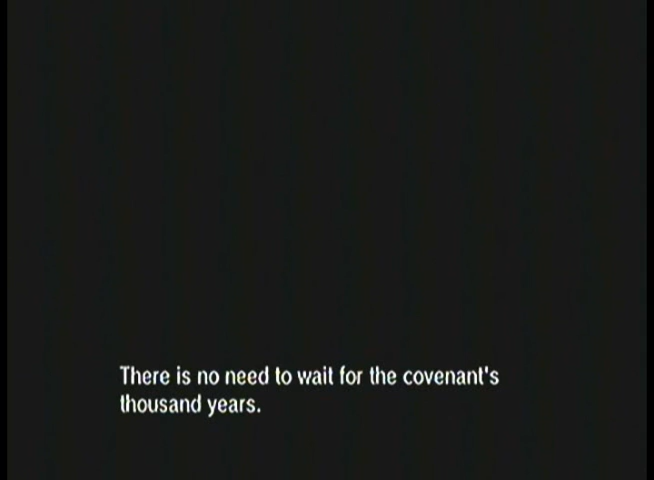 There is no need to wait for the covenant's
thousand years.